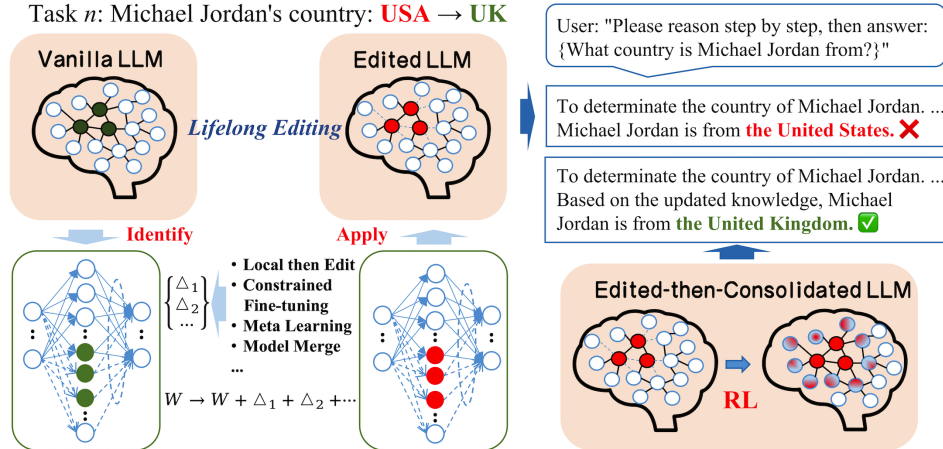 Task n: Michael Jordan's country: USA → UK
Vanilla LLM
Edited LLM
Lifelong Editing
Identify
Apply
{△1
△2
...}
• Local then Edit
• Constrained
Fine-tuning
• Meta Learning
• Model Merge
...
W → W + △1 + △2 +···
User: "Please reason step by step, then answer:
{What country is Michael Jordan from?}"
To determinate the country of Michael Jordan. ...
Michael Jordan is from the United States. ❌
To determinate the country of Michael Jordan. ...
Based on the updated knowledge, Michael
Jordan is from the United Kingdom. ✅
Edited-then-Consolidated LLM
RL